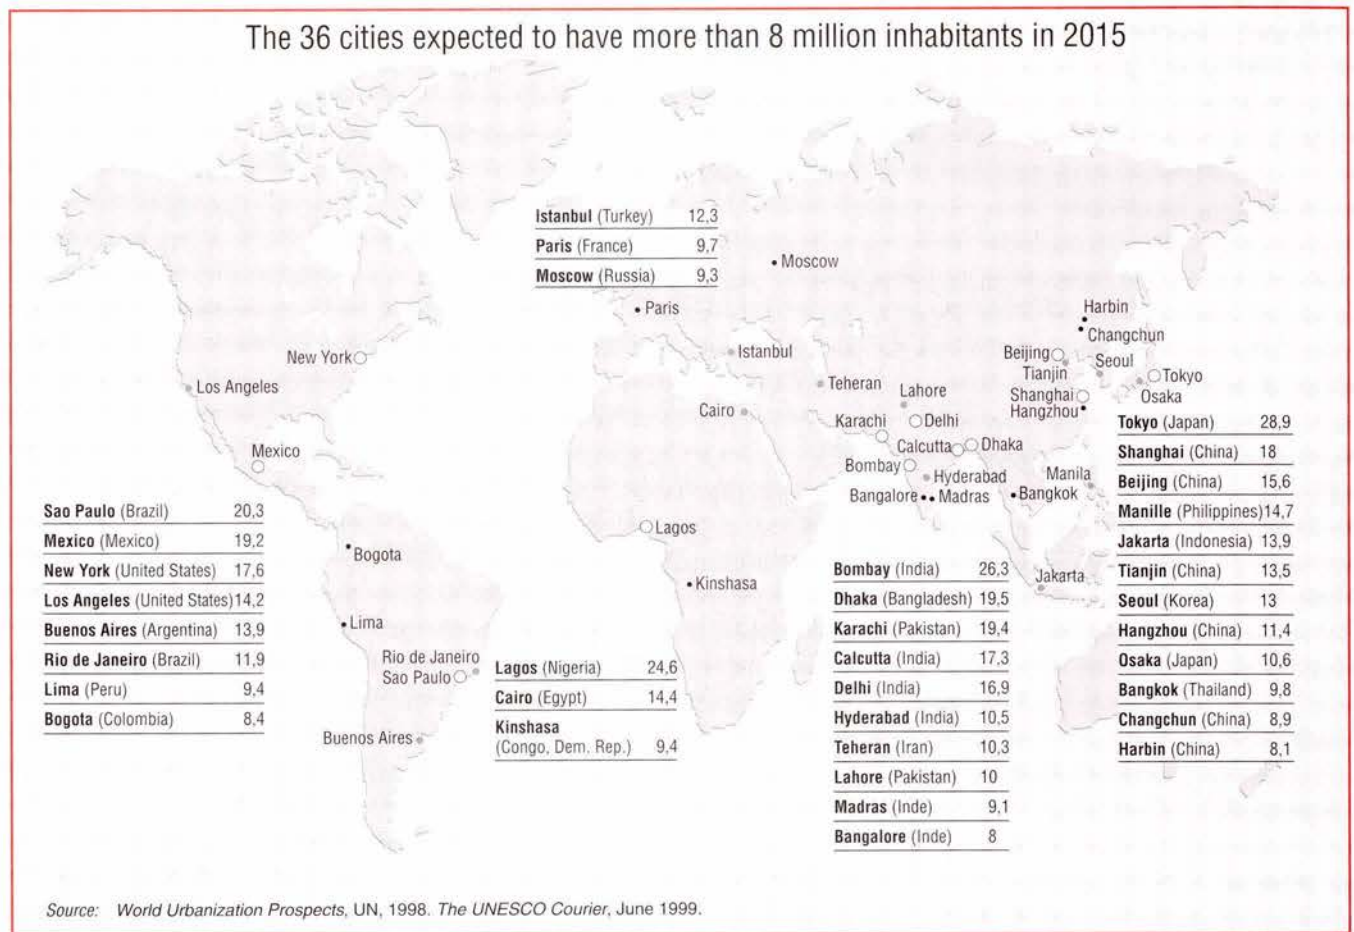 The 36 cities expected to have more than 8 million inhabitants in 2015
Istanbul (Turkey) 12,3
Paris (France) 9,7
Moscow (Russia) 9,3
Moscow
Paris
Istanbul
New York
Los Angeles
Mexico
Teheran
Cairo
Lahore
Karachi
Delhi
Calcutta
Dhaka
Bombay
Hyderabad
Bangalore
Madras
Bangkok
Manila
Jakarta
Harbin
Changchun
Beijing
Tianjin
Seoul
Tokyo
Osaka
Shanghai
Hangzhou
Lagos
Kinshasa
Bogota
Lima
Rio de Janeiro
Sao Paulo
Buenos Aires
Sao Paulo (Brazil) 20,3
Mexico (Mexico) 19,2
New York (United States) 17,6
Los Angeles (United States) 14,2
Buenos Aires (Argentina) 13,9
Rio de Janeiro (Brazil) 11,9
Lima (Peru) 9,4
Bogota (Colombia) 8,4
Lagos (Nigeria) 24,6
Cairo (Egypt) 14,4
Kinshasa
(Congo, Dem. Rep.) 9,4
Bombay (India) 26,3
Dhaka (Bangladesh) 19,5
Karachi (Pakistan) 19,4
Calcutta (India) 17,3
Delhi (India) 16,9
Hyderabad (India) 10,5
Teheran (Iran) 10,3
Lahore (Pakistan) 10
Madras (Inde) 9,1
Bangalore (Inde) 8
Tokyo (Japan) 28,9
Shanghai (China) 18
Beijing (China) 15,6
Manille (Philippines) 14,7
Jakarta (Indonesia) 13,9
Tianjin (China) 13,5
Seoul (Korea) 13
Hangzhou (China) 11,4
Osaka (Japan) 10,6
Bangkok (Thailand) 9,8
Changchun (China) 8,9
Harbin (China) 8,1
Source: World Urbanization Prospects, UN, 1998. The UNESCO Courier, June 1999.